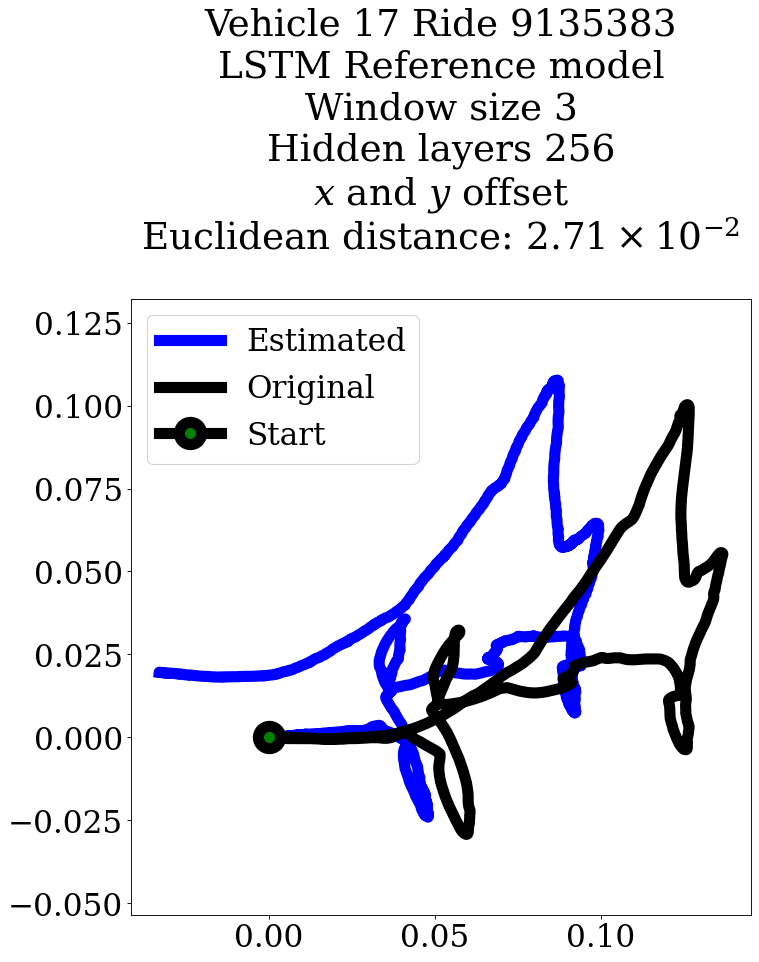 Vehicle 17 Ride 9135383
LSTM Reference model
Window size 3
Hidden layers 256
x and y offset
Euclidean distance: 2.71 × 10⁻²
Estimated
Original
Start
0.125
0.100
0.075
0.050
0.025
0.000
−0.025
−0.050
0.00 0.05 0.10